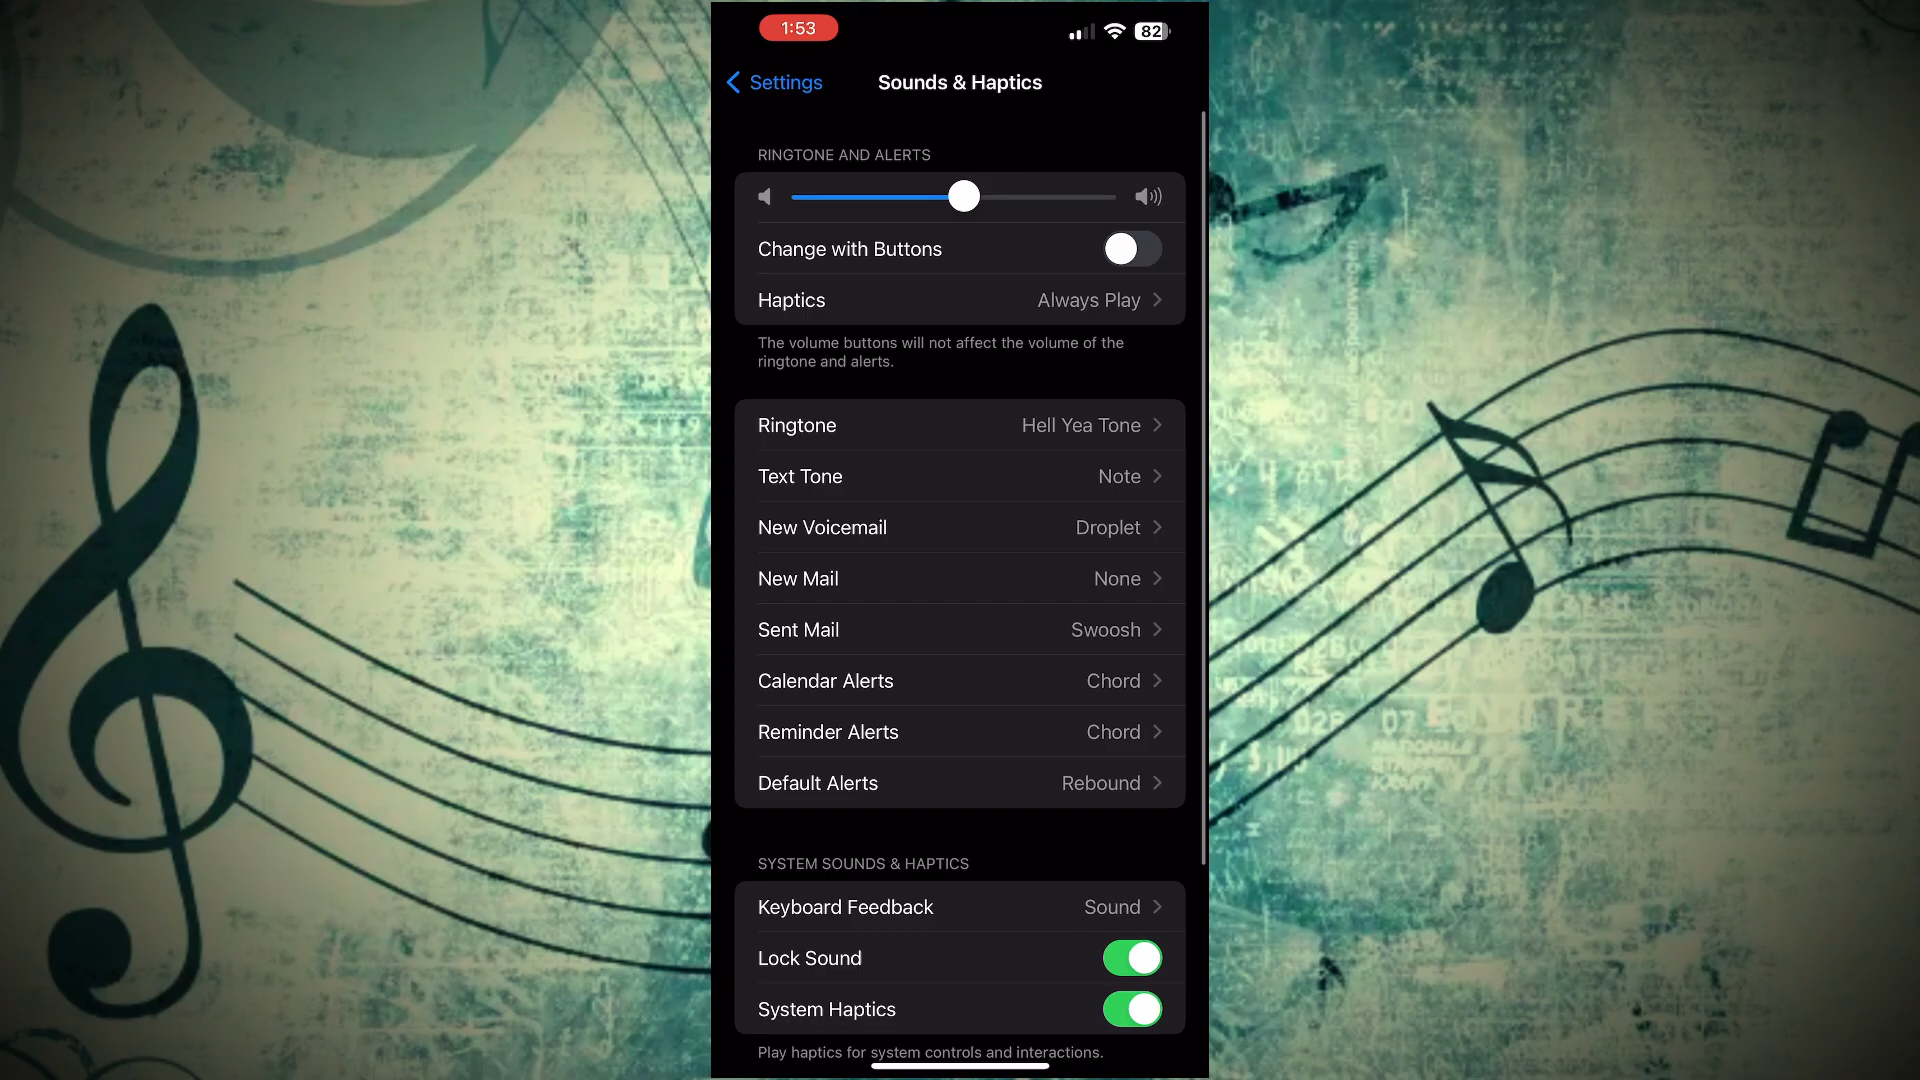 1:53
82
Settings
Sounds & Haptics
RINGTONE AND ALERTS
Change with Buttons
Haptics Always Play
The volume buttons will not affect the volume of the
ringtone and alerts.
Ringtone Hell Yea Tone
Text Tone Note
New Voicemail Droplet
New Mail None
Sent Mail Swoosh
Calendar Alerts Chord
Reminder Alerts Chord
Default Alerts Rebound
SYSTEM SOUNDS & HAPTICS
Keyboard Feedback Sound
Lock Sound
System Haptics
Play haptics for system controls and interactions.